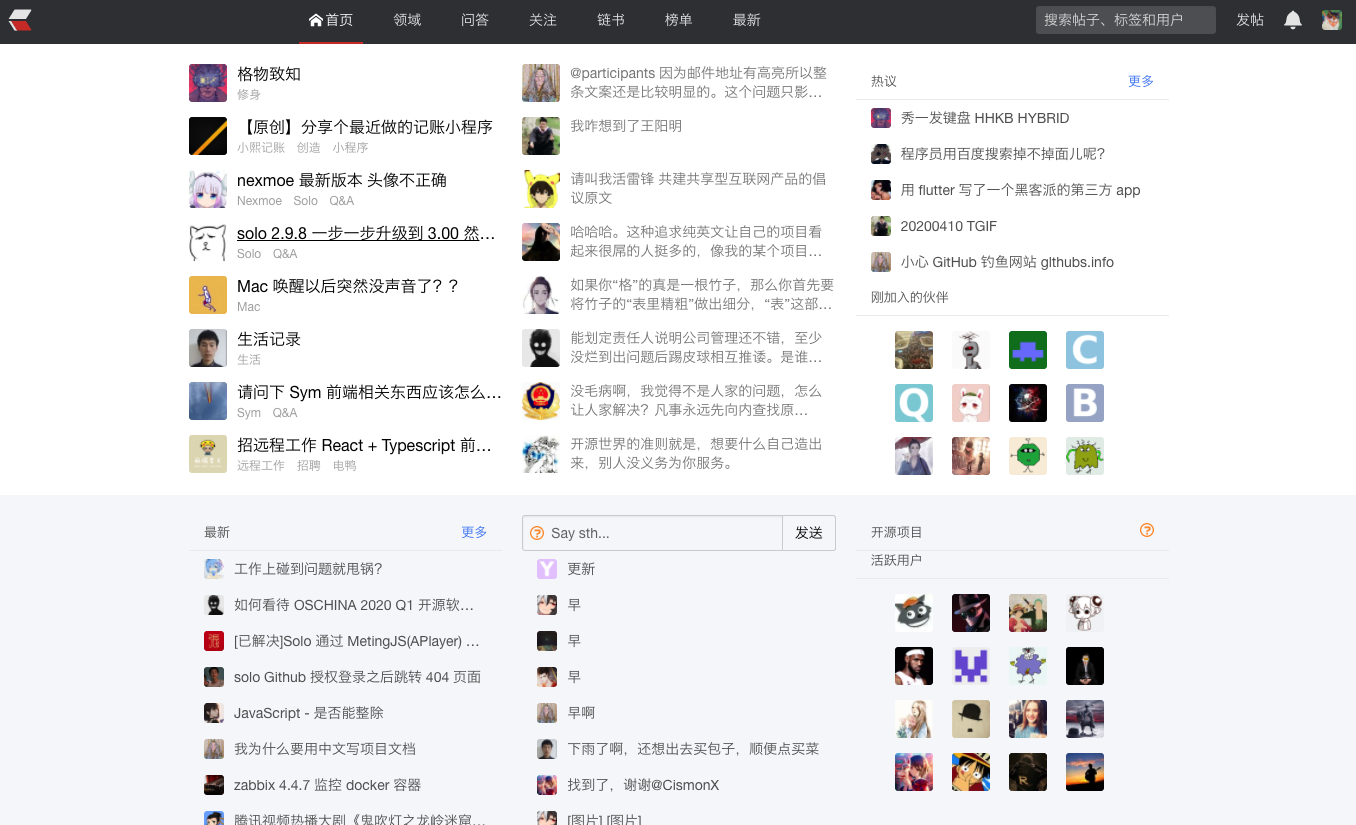 首页 领域 问答 关注 链书 榜单 最新 搜索帖子、标签和用户 发帖
格物致知
修身
【原创】分享个最近做的记账小程序
小熙记账 创造 小程序
nexmoe 最新版本 头像不正确
Nexmoe Solo Q&A
solo 2.9.8 一步一步升级到 3.00 然…
Solo Q&A
Mac 唤醒以后突然没声音了？？
Mac
生活记录
生活
请问下 Sym 前端相关东西应该怎么…
Sym Q&A
招远程工作 React + Typescript 前…
远程工作 招聘 电鸭
@participants 因为邮件地址有高亮所以整
条文案还是比较明显的。这个问题只影…
我咋想到了王阳明
请叫我活雷锋 共建共享型互联网产品的倡
议原文
哈哈哈。这种追求纯英文让自己的项目看
起来很屌的人挺多的，像我的某个项目…
如果你“格”的真是一根竹子，那么你首先要
将竹子的“表里精粗”做出细分，“表”这部…
能划定责任人说明公司管理还不错，至少
没烂到出问题后踢皮球相互推诿。是谁…
没毛病啊，我觉得不是人家的问题，怎么
让人家解决？凡事永远先向内查找原…
开源世界的准则就是，想要什么自己造出
来，别人没义务为你服务。
热议 更多
秀一发键盘 HHKB HYBRID
程序员用百度搜索掉不掉面儿呢?
用 flutter 写了一个黑客派的第三方 app
20200410 TGIF
小心 GitHub 钓鱼网站 glthubs.info
刚加入的伙伴
C
Q
B
最新 更多
工作上碰到问题就甩锅?
如何看待 OSCHINA 2020 Q1 开源软…
[已解决]Solo 通过 MetingJS(APlayer) …
solo Github 授权登录之后跳转 404 页面
JavaScript - 是否能整除
我为什么要用中文写项目文档
zabbix 4.4.7 监控 docker 容器
腾讯视频热播大剧《鬼吹灯之龙岭迷窟…
Say sth... 发送
Y 更新
早
早
早
早啊
下雨了啊，还想出去买包子，顺便点买菜
找到了，谢谢@CismonX
[图片] [图片]
开源项目
活跃用户